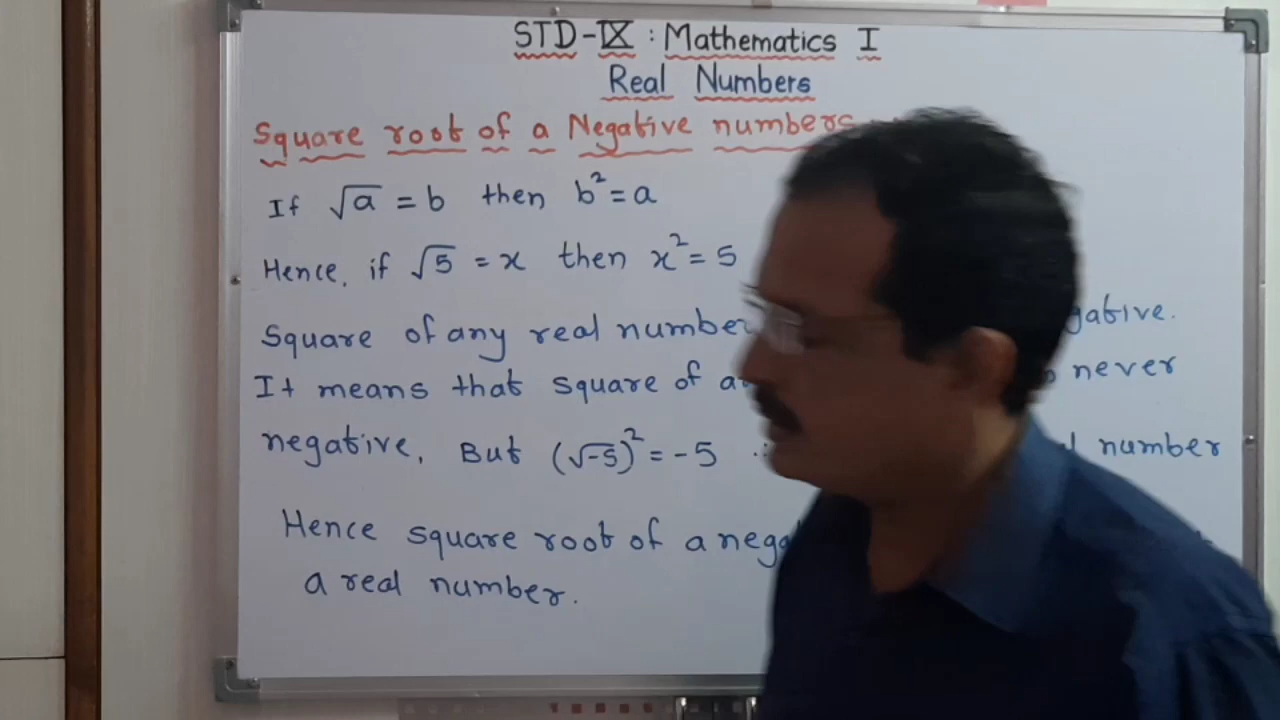 STD-IX : Mathematics I
Real Numbers
Square root of a Negative numbers
If √a = b then b² = a
Hence, if √5 = x then x² = 5
Square of any real number
It means that square of never
negative. But (√-5)² = -5 number
Hence square root of a
a real number.